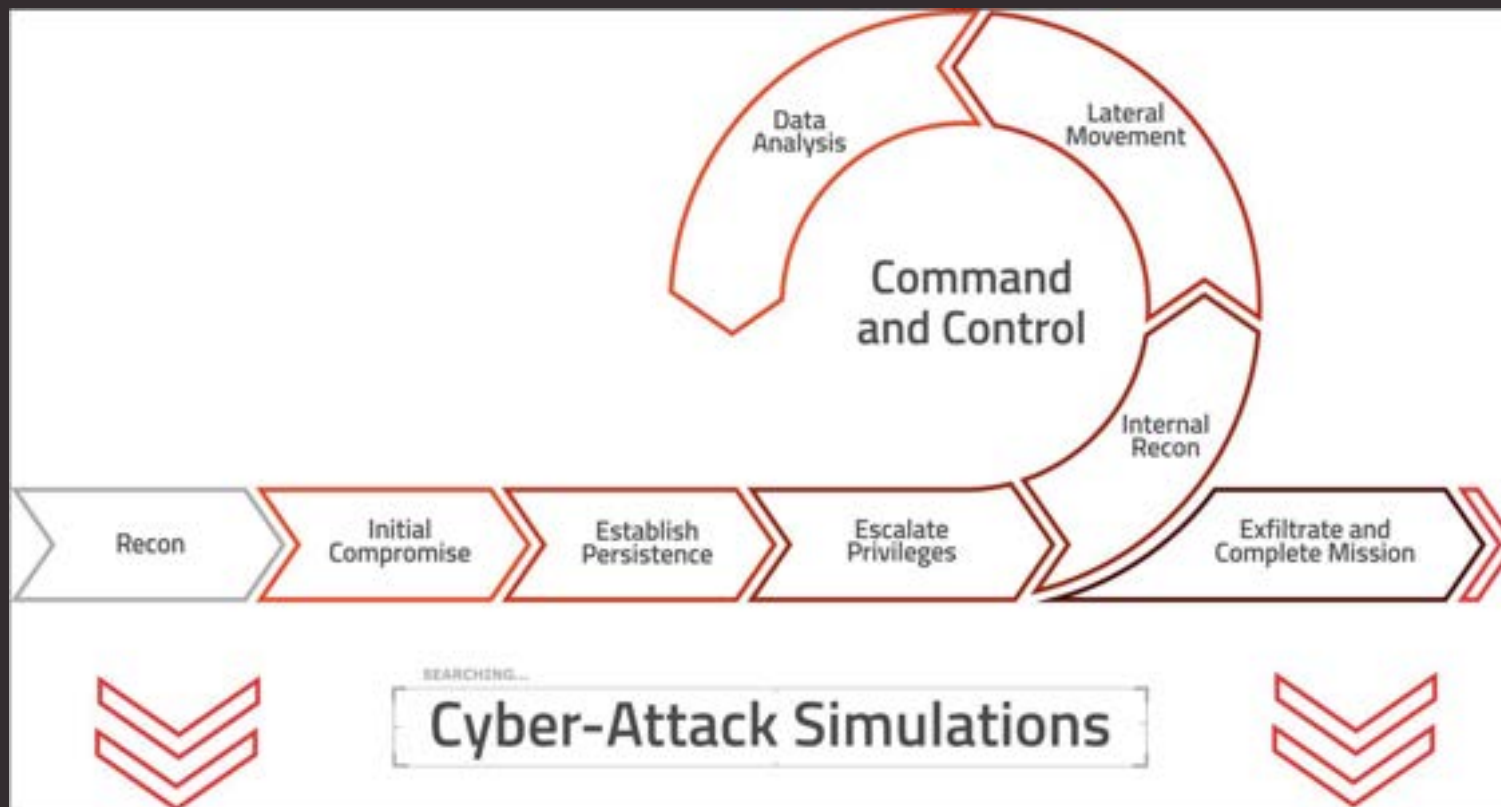 Data
Analysis
Lateral
Movement
Command
and Control
Internal
Recon
Recon
Initial
Compromise
Establish
Persistence
Escalate
Privileges
Exfiltrate and
Complete Mission
SEARCHING...
Cyber-Attack Simulations